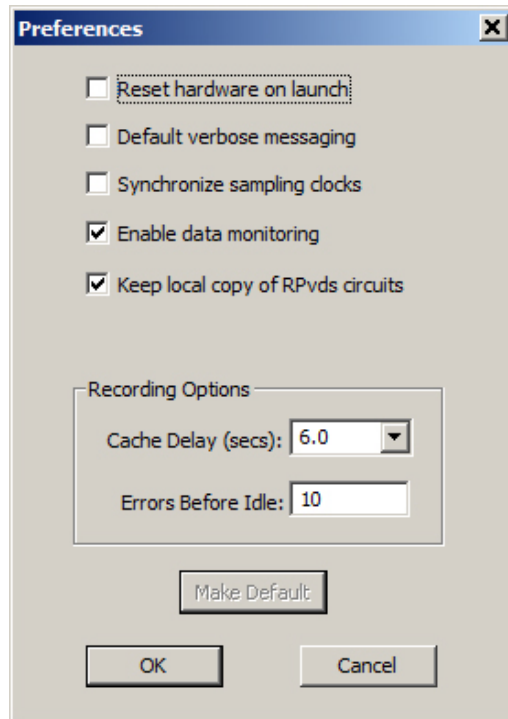 Preferences
Reset hardware on launch
Default verbose messaging
Synchronize sampling clocks
Enable data monitoring
Keep local copy of RPvds circuits
Recording Options
Cache Delay (secs): 6.0
Errors Before Idle: 10
Make Default
OK Cancel